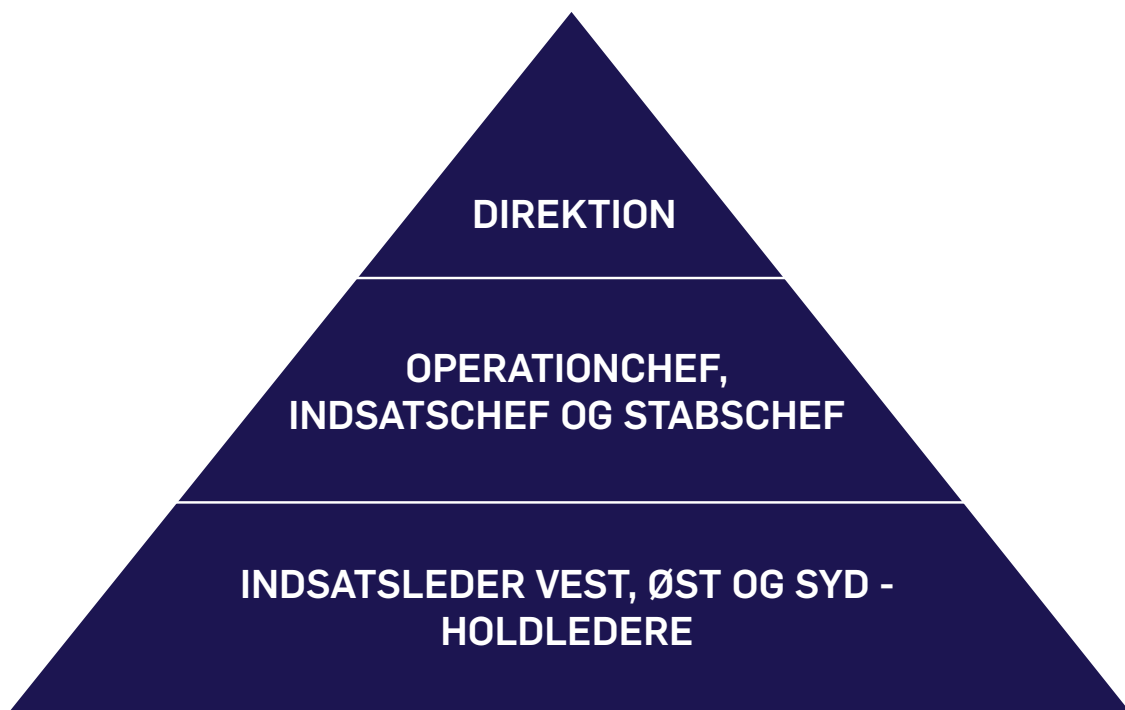 DIREKTION
OPERATIONCHEF,
INDSATSCHEF OG STABSCHEF
INDSATSLEDER VEST, ØST OG SYD -
HOLDLEDERE